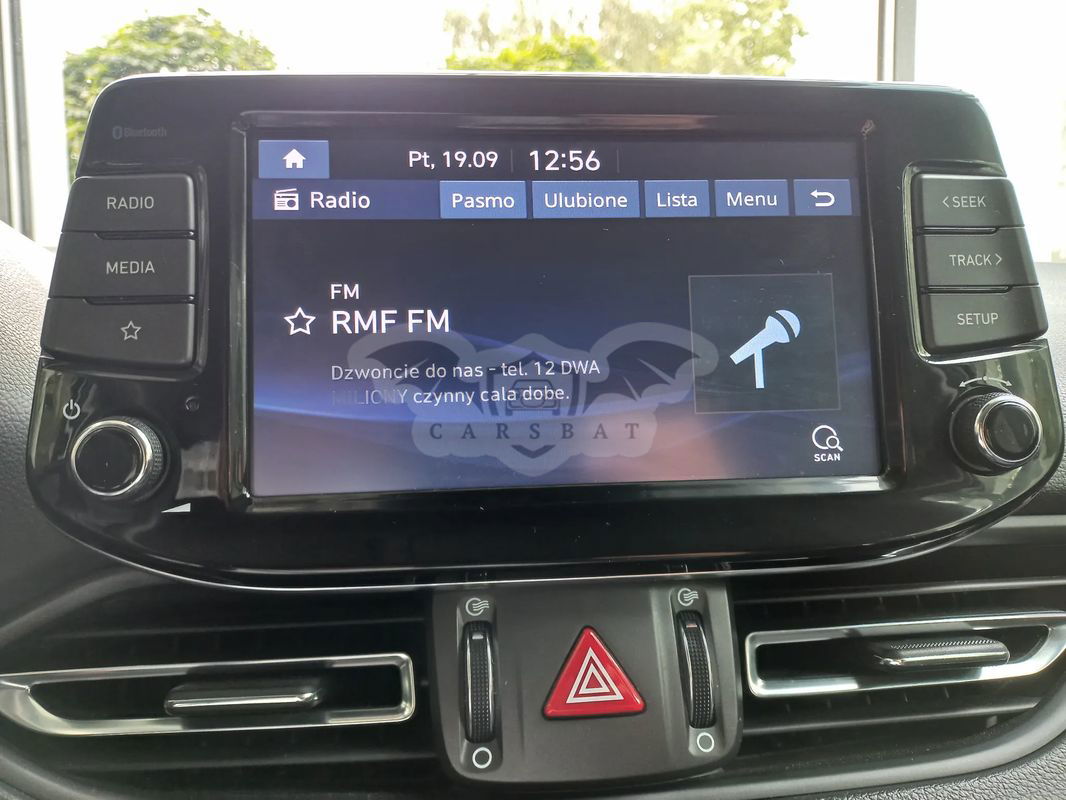 Bluetooth
Pt, 19.09 12:56
Radio Pasmo Ulubione Lista Menu
RADIO
< SEEK
MEDIA
TRACK >
SETUP
FM
RMF FM
Dzwoncie do nas - tel. 12 DWA
MILIONY czynny cala dobe.
CARSBAT
SCAN